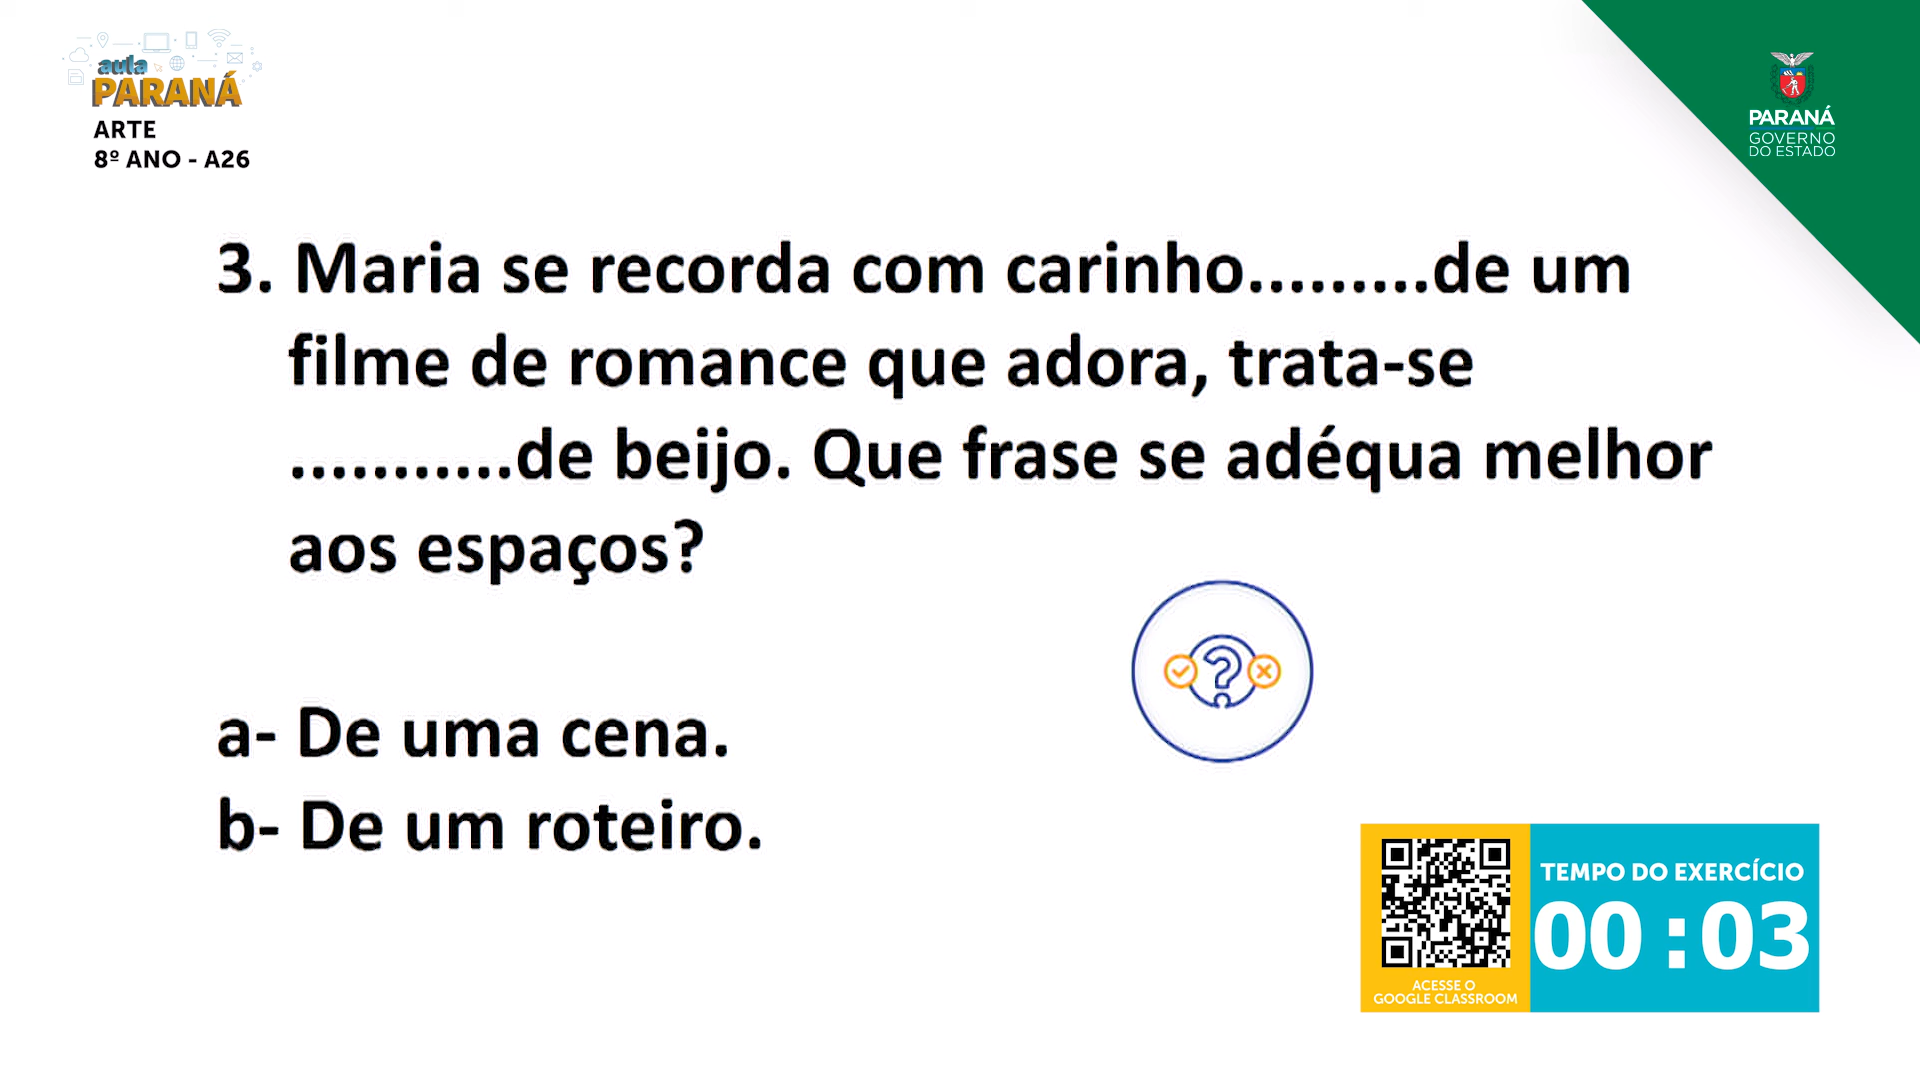 aula
PARANÁ
ARTE
8º ANO - A26
PARANÁ
GOVERNO
DO ESTADO
3. Maria se recorda com carinho.........de um
filme de romance que adora, trata-se
...........de beijo. Que frase se adéqua melhor
aos espaços?
a- De uma cena.
b- De um roteiro.
TEMPO DO EXERCÍCIO
00:03
ACESSE O
GOOGLE CLASSROOM